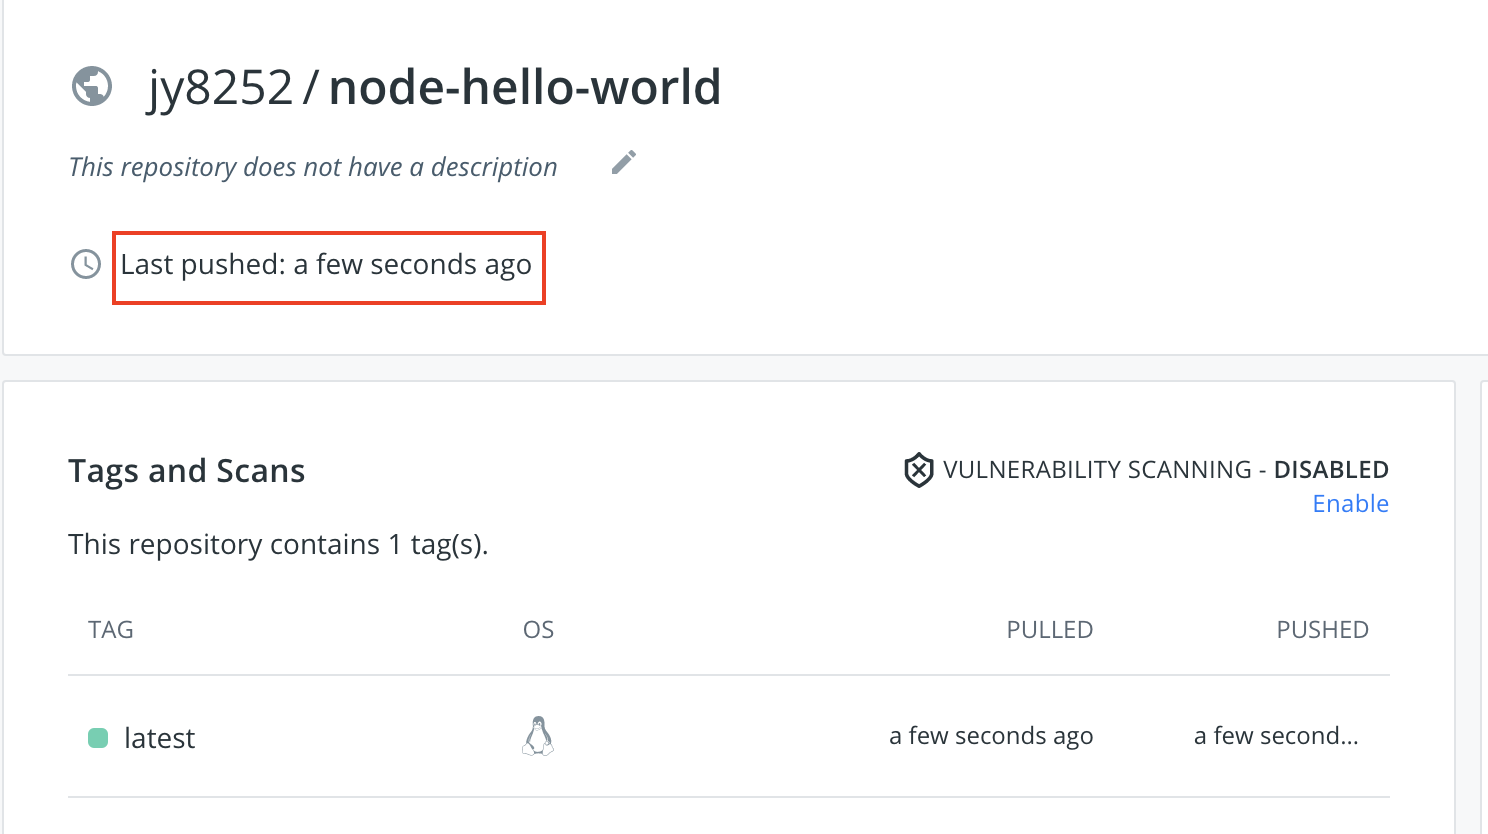 jy8252 / node-hello-world
This repository does not have a description
Last pushed: a few seconds ago
Tags and Scans
VULNERABILITY SCANNING - DISABLED
Enable
This repository contains 1 tag(s).
TAG OS PULLED PUSHED
latest a few seconds ago a few second...